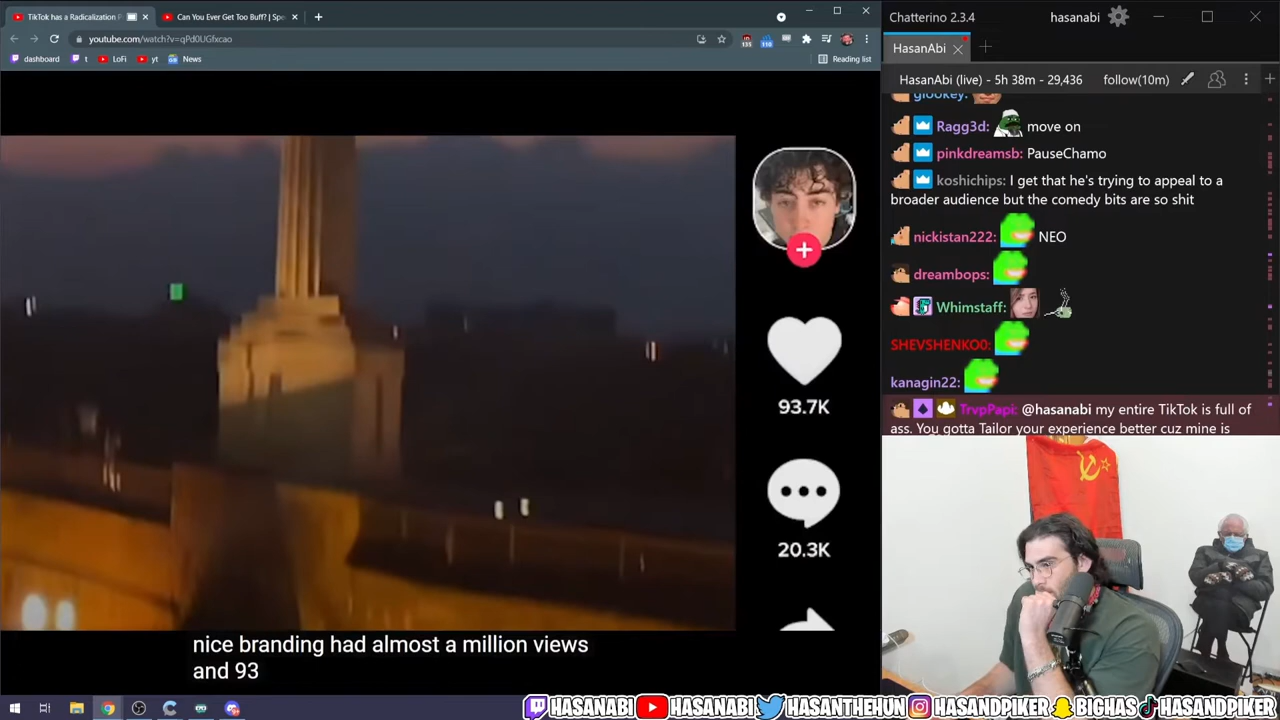 TikTok has a Radicalization P
Can You Ever Get Too Buff? | Spe
youtube.com/watch?v=qPd0UGfxcao
dashboard
t
LoFi
yt
News
Reading list
93.7K
20.3K
nice branding had almost a million views
and 93
Chatterino 2.3.4
hasanabi
HasanAbi
HasanAbi (live) - 5h 38m - 29,436
follow(10m)
glookey:
Ragg3d: move on
pinkdreamsb: PauseChamo
koshichips: I get that he's trying to appeal to a
broader audience but the comedy bits are so shit
nickistan222: NEO
dreambops:
Whimstaff:
SHEVSHENKO0:
kanagin22:
TrvpPapi: @hasanabi my entire TikTok is full of
ass. You gotta Tailor your experience better cuz mine is
HASANABI HASANABI HASANTHEHUN HASANDPIKER BIGHAS HASANDPIKER